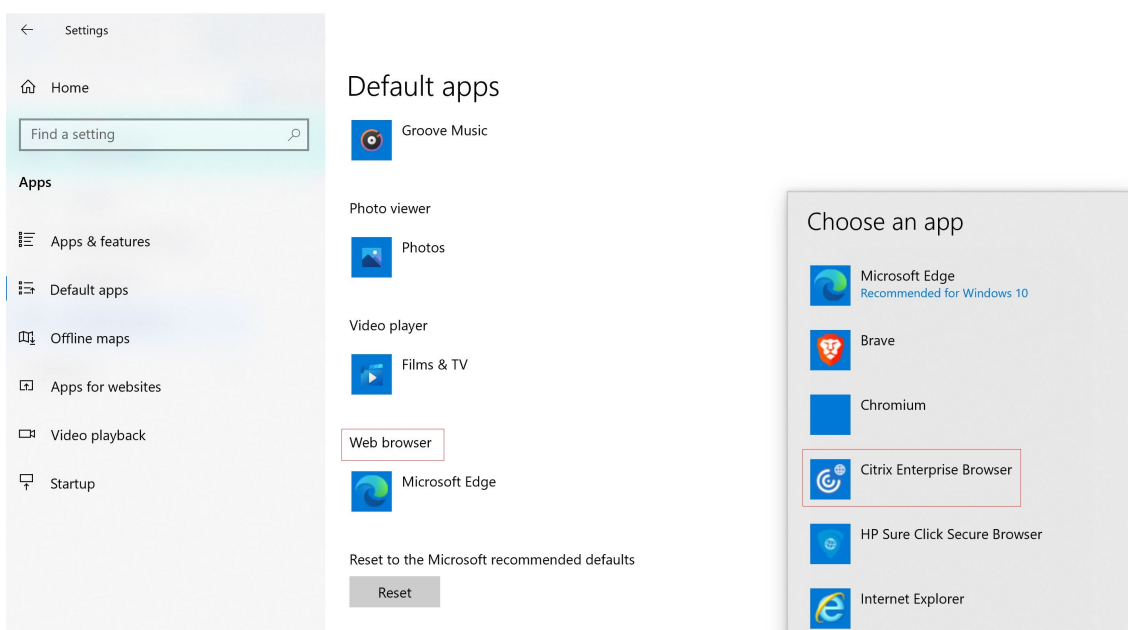 Settings
Home
Find a setting
Apps
Apps & features
Default apps
Offline maps
Apps for websites
Video playback
Startup
Default apps
Groove Music
Photo viewer
Photos
Video player
Films & TV
Web browser
Microsoft Edge
Reset to the Microsoft recommended defaults
Reset
Choose an app
Microsoft Edge
Recommended for Windows 10
Brave
Chromium
Citrix Enterprise Browser
HP Sure Click Secure Browser
Internet Explorer